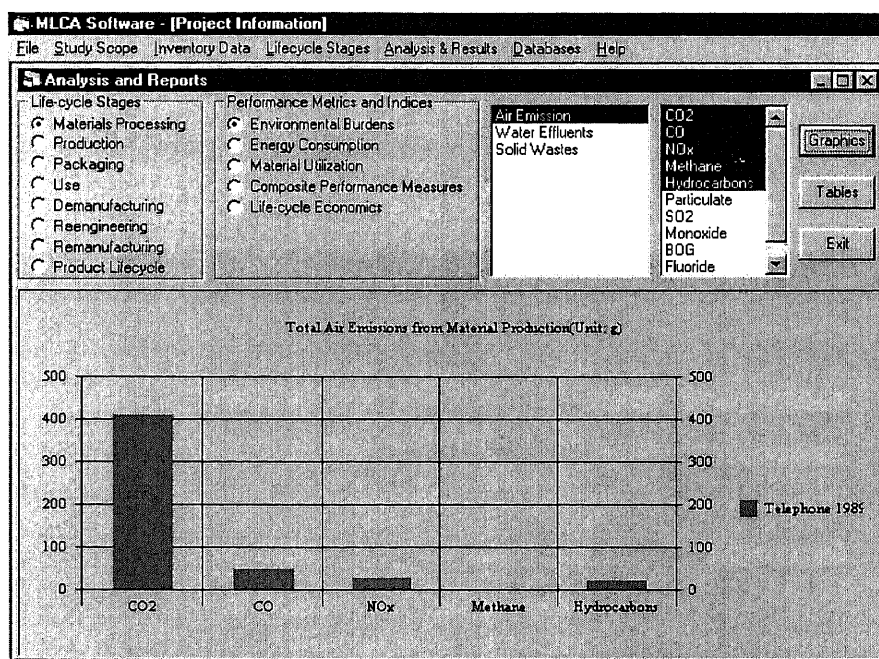 MLCA Software - [Project Information]
File Study Scope Inventory Data Lifecycle Stages Analysis & Results Databases Help
Analysis and Reports
Life-cycle Stages
Materials Processing
Production
Packaging
Use
Demanufacturing
Reengineering
Remanufacturing
Product Lifecycle
Performance Metrics and Indices
Environmental Burdens
Energy Consumption
Material Utilization
Composite Performance Measures
Life-cycle Economics
Air Emission
Water Effluents
Solid Wastes
CO2
CO
NOx
Methane
Hydrocarbons
Particulate
SO2
Monoxide
BOG
Fluoride
Graphics
Tables
Exit
Total Air Emissions from Material Production(Unit: g)
500 500
400 400
300 300
200 200
100 100
0 0
CO2 CO NOx Methane Hydrocarbons
Telephone 1989